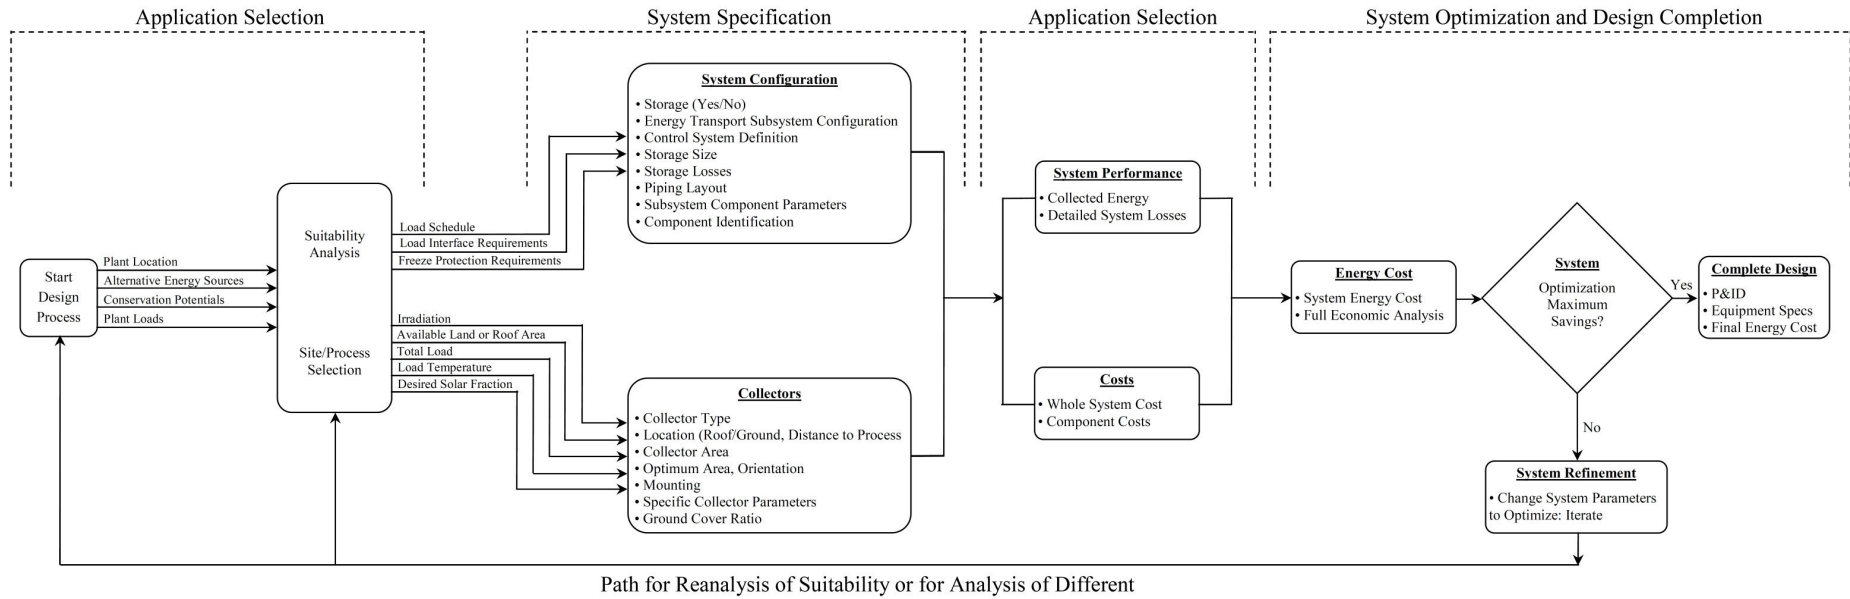 Application Selection
System Specification
Application Selection
System Optimization and Design Completion
Start
Design
Process
Plant Location
Alternative Energy Sources
Conservation Potentials
Plant Loads
Suitability
Analysis
Site/Process
Selection
Load Schedule
Load Interface Requirements
Freeze Protection Requirements
Irradiation
Available Land or Roof Area
Total Load
Load Temperature
Desired Solar Fraction
System Configuration
• Storage (Yes/No)
• Energy Transport Subsystem Configuration
• Control System Definition
• Storage Size
• Storage Losses
• Piping Layout
• Subsystem Component Parameters
• Component Identification
Collectors
• Collector Type
• Location (Roof/Ground, Distance to Process
• Collector Area
• Optimum Area, Orientation
• Mounting
• Specific Collector Parameters
• Ground Cover Ratio
System Performance
• Collected Energy
• Detailed System Losses
Costs
• Whole System Cost
• Component Costs
Energy Cost
• System Energy Cost
• Full Economic Analysis
System
Optimization
Maximum
Savings?
Yes
Complete Design
• P&ID
• Equipment Specs
• Final Energy Cost
No
System Refinement
• Change System Parameters
to Optimize: Iterate
Path for Reanalysis of Suitability or for Analysis of Different